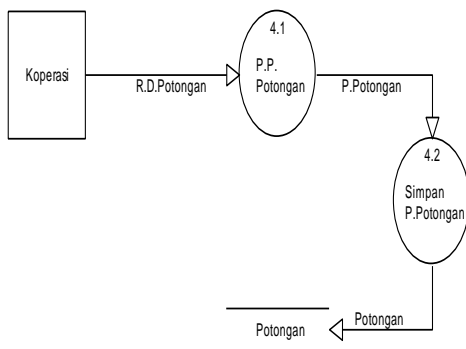 Koperasi
R.D.Potongan
4.1
P.P.
Potongan
P.Potongan
4.2
Simpan
P.Potongan
Potongan
Potongan